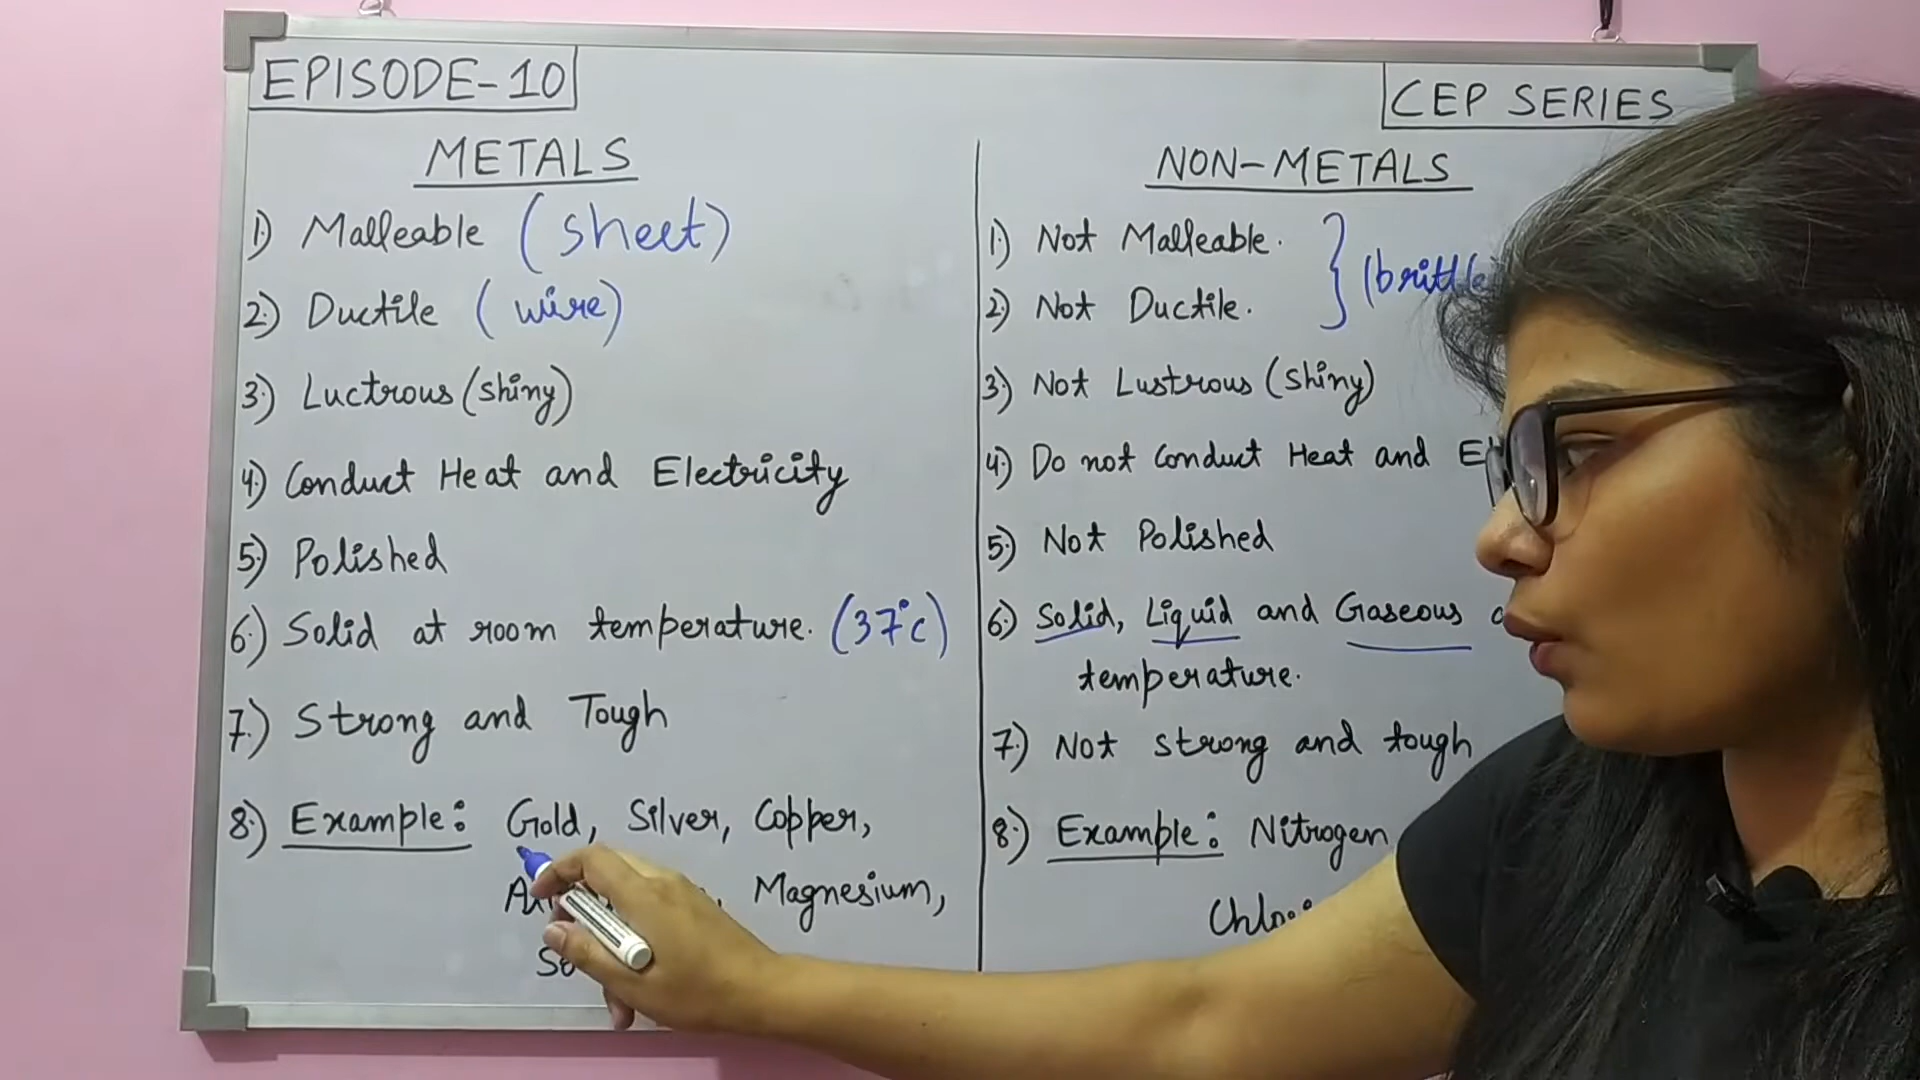 EPISODE-10
CEP SERIES
METALS
1) Malleable (sheet)
2) Ductile (wire)
3) Luctrous (shiny)
4) Conduct Heat and Electricity
5) Polished
6) Solid at room temperature. (37°c)
7) Strong and Tough
8) Example: Gold, Silver, Copper,
Magnesium,
NON-METALS
1) Not Malleable.
2) Not Ductile.
(brittle
3) Not Lustrous (shiny)
4) Do not Conduct Heat and
5) Not Polished
6) Solid, Liquid and Gaseous
temperature.
7) Not strong and tough
8) Example: Nitrogen